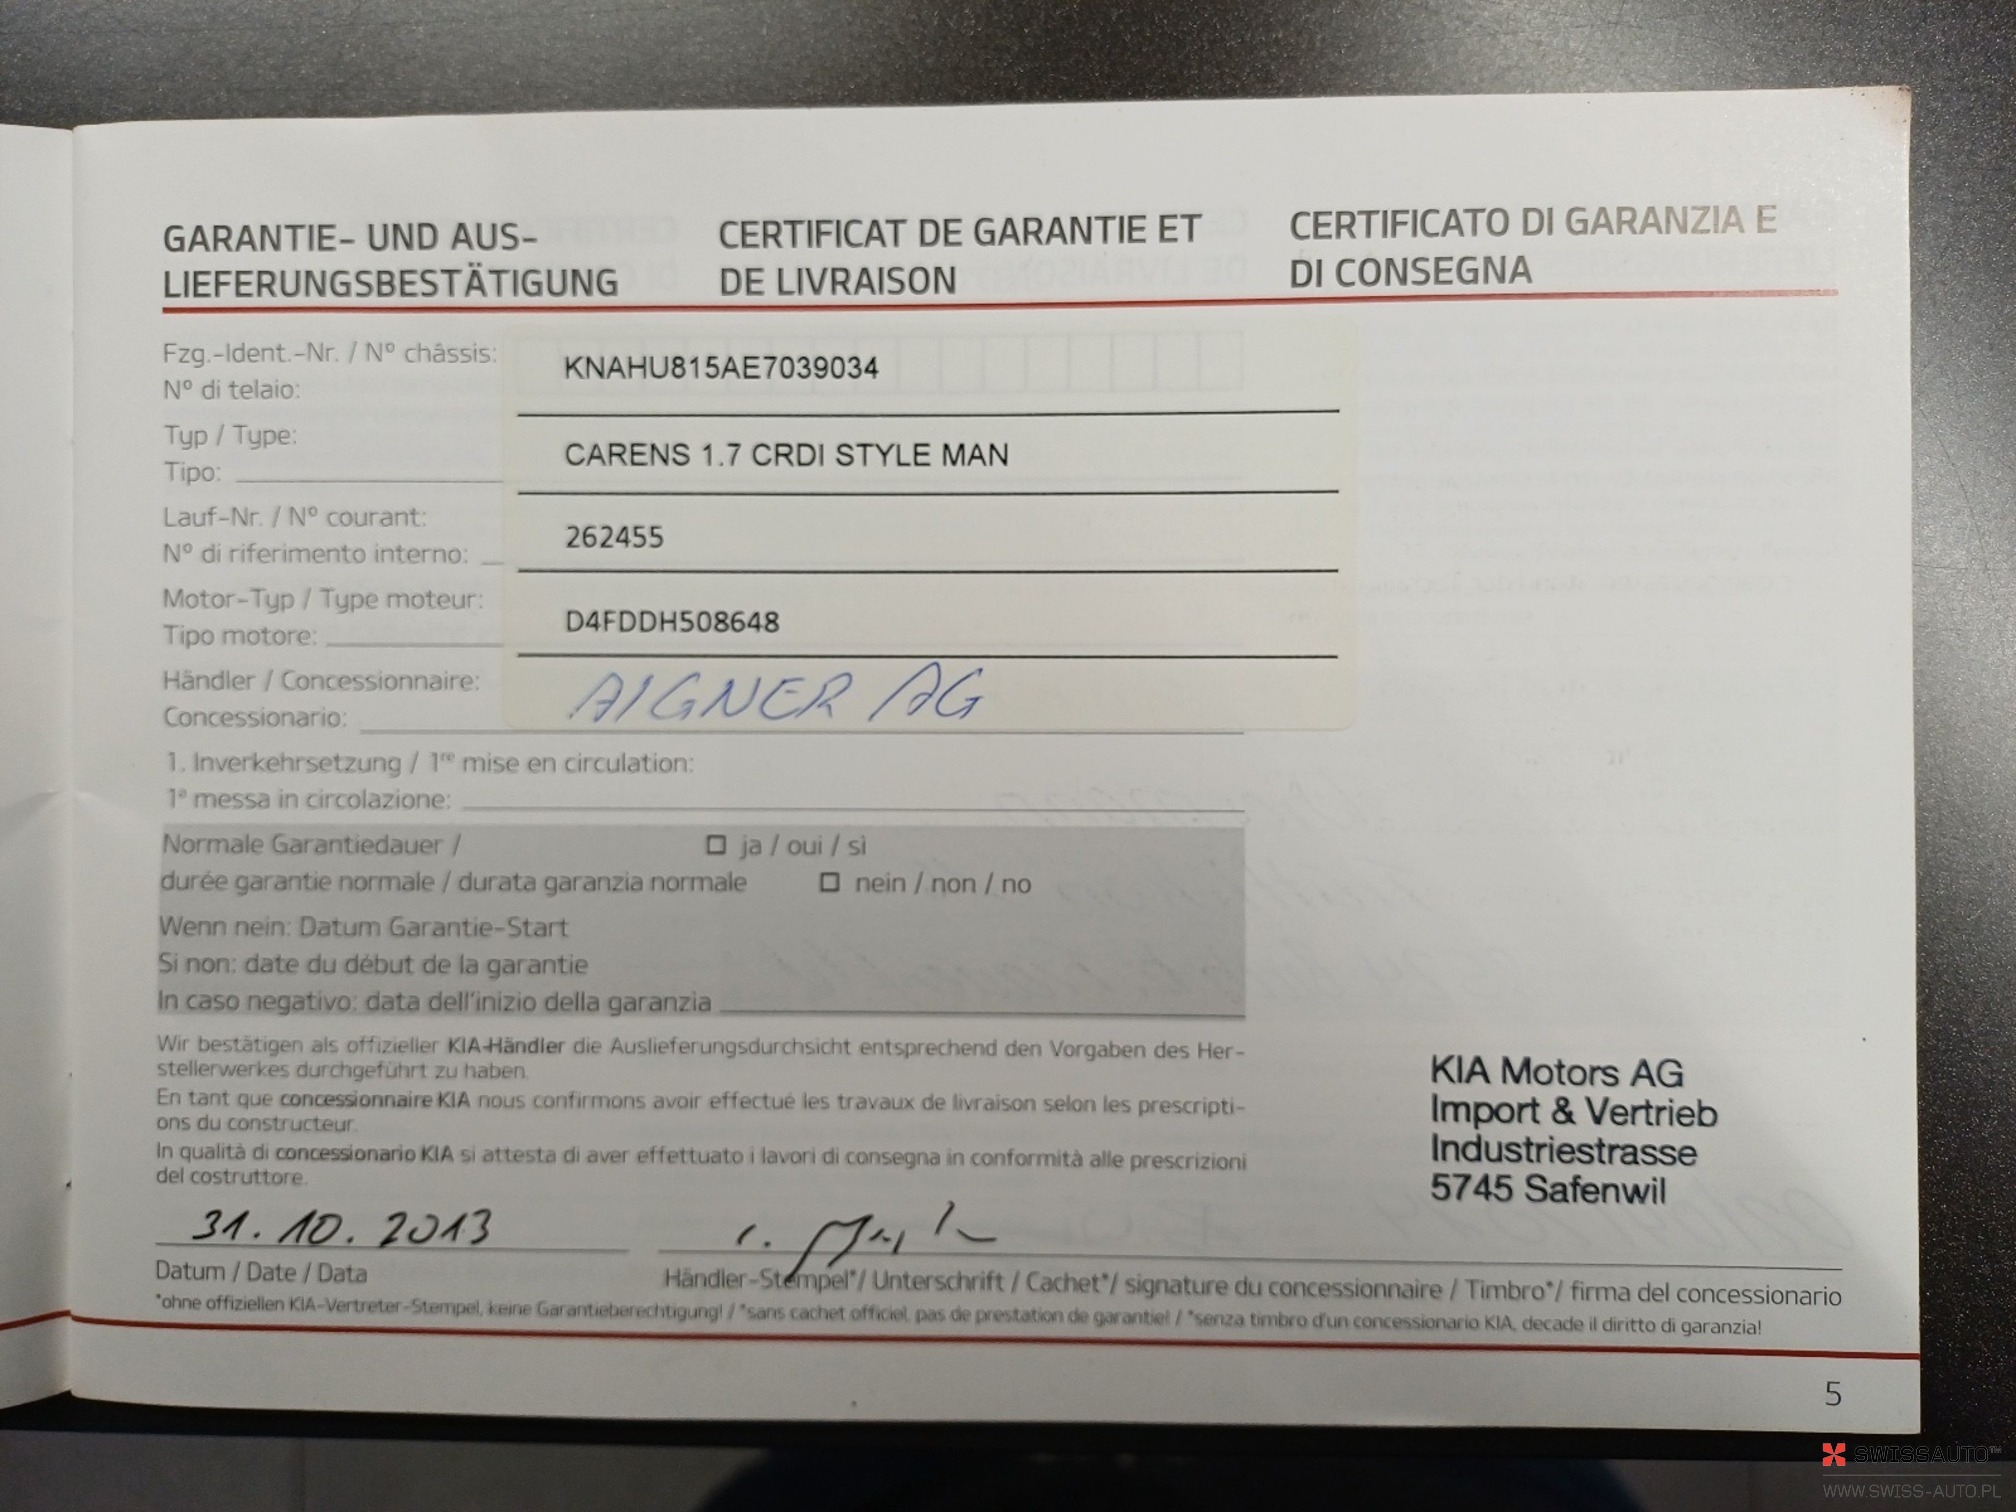 GARANTIE- UND AUS-
LIEFERUNGSBESTÄTIGUNG
CERTIFICAT DE GARANTIE ET
DE LIVRAISON
CERTIFICATO DI GARANZIA E
DI CONSEGNA
Fzg.-Ident.-Nr. / Nº châssis:
Nº di telaio:
KNAHU815AE7039034
Typ / Type:
Tipo:
CARENS 1.7 CRDI STYLE MAN
Lauf-Nr. / Nº courant:
Nº di riferimento interno:
262455
Motor-Typ / Type moteur:
Tipo motore:
D4FDDH508648
Händler / Concessionnaire:
Concessionario:
AIGNER AG
1. Inverkehrsetzung / 1re mise en circulation:
1ª messa in circolazione:
Normale Garantiedauer / ☐ ja / oui / sì
durée garantie normale / durata garanzia normale ☐ nein / non / no
Wenn nein: Datum Garantie-Start
Si non: date du début de la garantie
In caso negativo: data dell'inizio della garanzia
Wir bestätigen als offizieller KIA-Händler die Auslieferungsdurchsicht entsprechend den Vorgaben des Her-
stellerwerkes durchgeführt zu haben.
En tant que concessionnaire KIA nous confirmons avoir effectué les travaux de livraison selon les prescripti-
ons du constructeur.
In qualità di concessionario KIA si attesta di aver effettuato i lavori di consegna in conformità alle prescrizioni
del costruttore.
KIA Motors AG
Import & Vertrieb
Industriestrasse
5745 Safenwil
31.10.2013
Datum / Date / Data
Händler-Stempel*/ Unterschrift / Cachet*/ signature du concessionnaire / Timbro*/ firma del concessionario
*ohne offiziellen KIA-Vertreter-Stempel, keine Garantieberechtigung! / *sans cachet officiel, pas de prestation de garantie! / *senza timbro d'un concessionario KIA, decade il diritto di garanzia!
5
SWISSAUTO™
WWW.SWISS-AUTO.PL